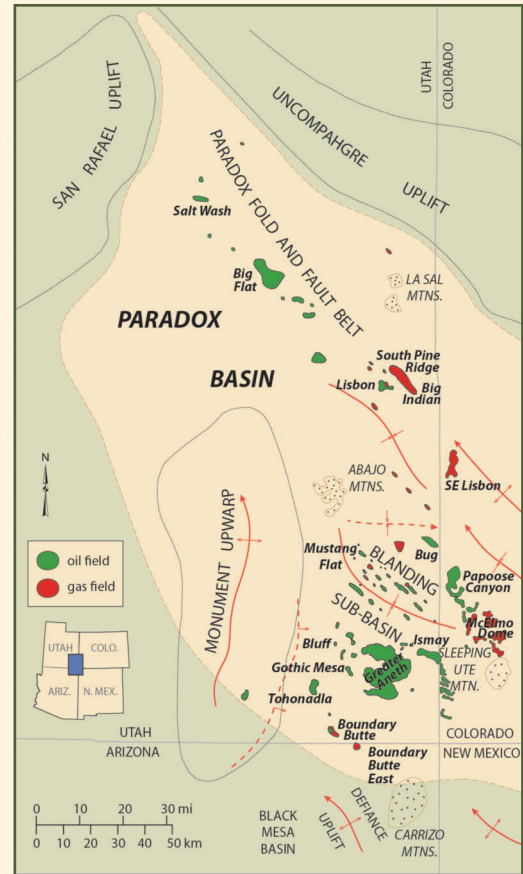 UTAH
COLORADO
SAN RAFAEL UPLIFT
UNCOMPAHGRE UPLIFT
PARADOX FOLD AND FAULT BELT
Salt Wash
Big
Flat
LA SAL
MTNS.
PARADOX
BASIN
South Pine
Ridge
Lisbon
Big
Indian
N
ABAJO
MTNS.
SE Lisbon
MONUMENT UPWARP
oil field
gas field
Mustang
Flat
Bug
BLANDING
SUB-BASIN
Papoose
Canyon
McElmo
Dome
Ismay
SLEEPING
UTE
MTN.
Bluff
Gothic Mesa
Greater
Aneth
Tohonadla
UTAH
COLO.
ARIZ.
N. MEX.
Boundary
Butte
UTAH
ARIZONA
COLORADO
NEW MEXICO
Boundary
Butte
East
0 10 20 30 mi
0 10 20 30 40 50 km
BLACK
MESA
BASIN
DEFIANCE
UPLIFT
CARRIZO
MTNS.